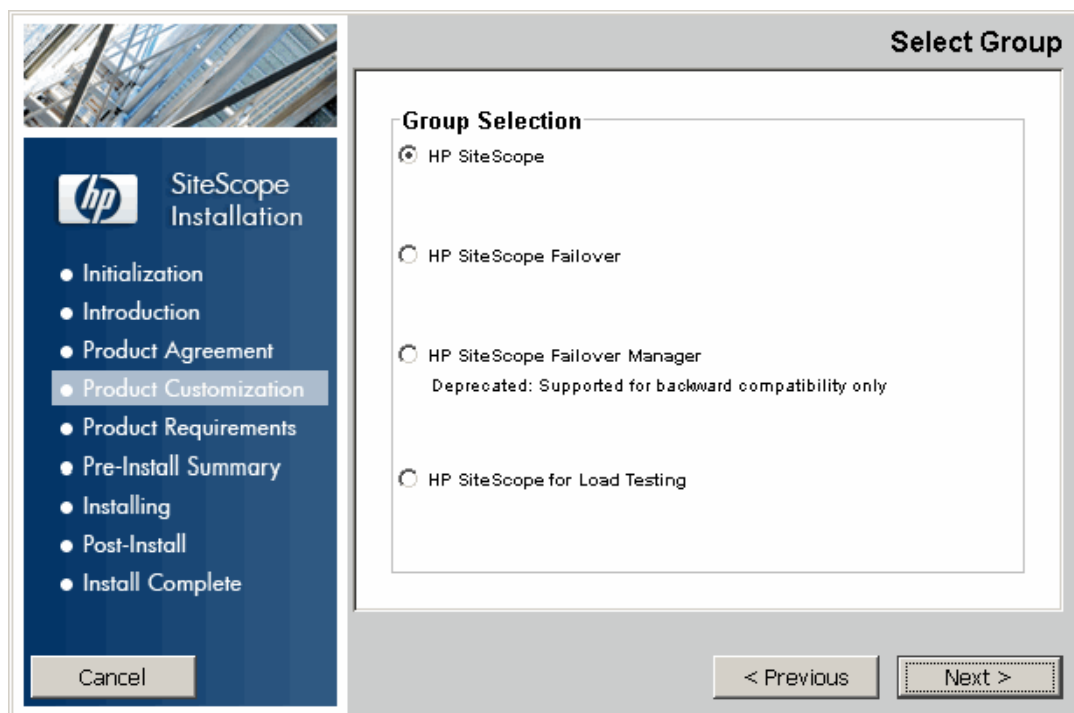 Select Group
hp
SiteScope
Installation
Initialization
Introduction
Product Agreement
Product Customization
Product Requirements
Pre-Install Summary
Installing
Post-Install
Install Complete
Cancel
Group Selection
HP SiteScope
HP SiteScope Failover
HP SiteScope Failover Manager
Deprecated: Supported for backward compatibility only
HP SiteScope for Load Testing
< Previous
Next >